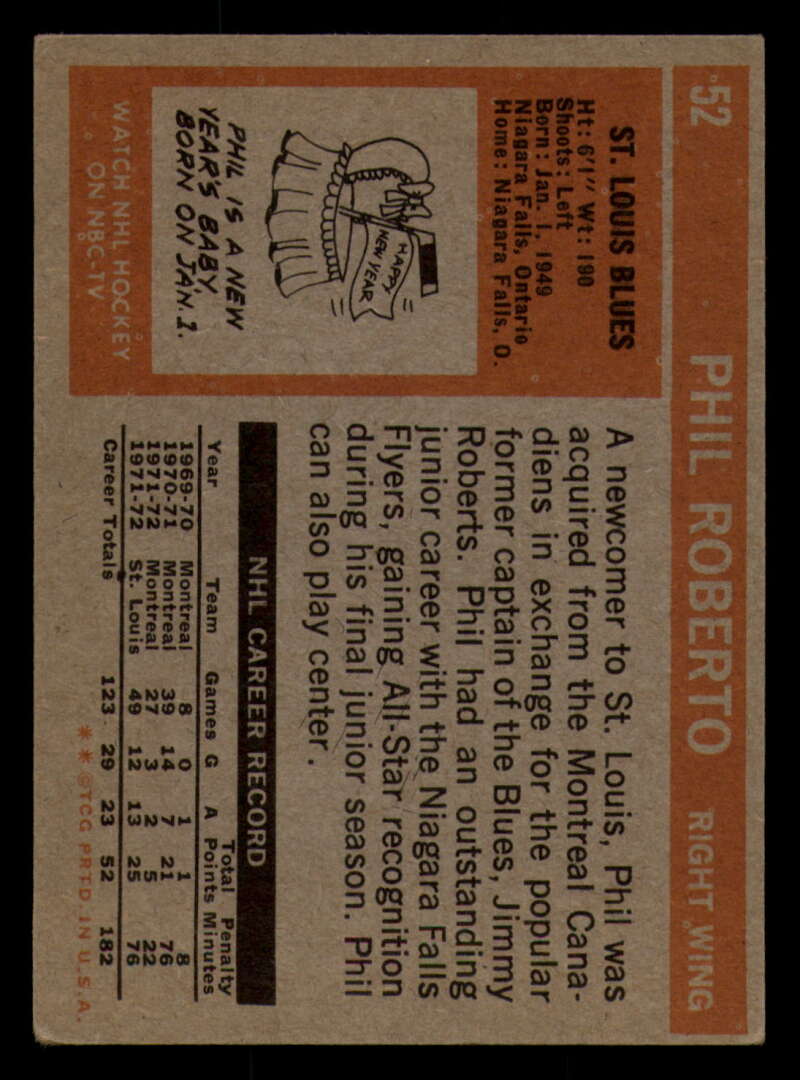 52 PHIL ROBERTO RIGHT WING
ST. LOUIS BLUES
Ht: 6'1" Wt: 190
Shoots: Left
Born: Jan. 1, 1949
Niagara Falls, Ontario
Home: Niagara Falls, O.
HAPPY
NEW YEAR
PHIL IS A NEW
YEAR'S BABY,
BORN ON JAN. 1.
WATCH NHL HOCKEY
ON NBC-TV
A newcomer to St. Louis, Phil was
acquired from the Montreal Cana-
diens in exchange for the popular
former captain of the Blues, Jimmy
Roberts. Phil had an outstanding
junior career with the Niagara Falls
Flyers, gaining All-Star recognition
during his final junior season. Phil
can also play center.
NHL CAREER RECORD
Total Penalty
Year Team Games G A Points Minutes
1969-70 Montreal 8 0 1 1 8
1970-71 Montreal 39 14 7 21 76
1971-72 Montreal 27 3 2 5 22
1971-72 St. Louis 49 12 13 25 76
Career Totals 123 29 23 52 182
** © TCG PRTD. IN U.S.A.